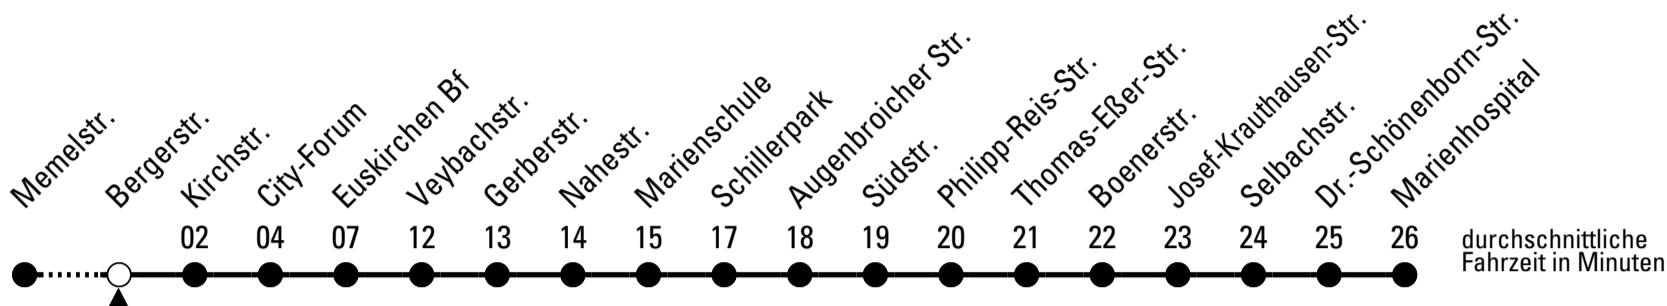 Memelstr.
Bergerstr.
Kirchstr.
City-Forum
Euskirchen Bf
Veybachstr.
Gerberstr.
Nahestr.
Marienschule
Schillerpark
Augenbroicher Str.
Südstr.
Philipp-Reis-Str.
Thomas-Eßer-Str.
Boenerstr.
Josef-Krauthausen-Str.
Selbachstr.
Dr.-Schönenborn-Str.
Marienhospital
02 04 07 12 13 14 15 17 18 19 20 21 22 23 24 25 26
durchschnittliche
Fahrzeit in Minuten